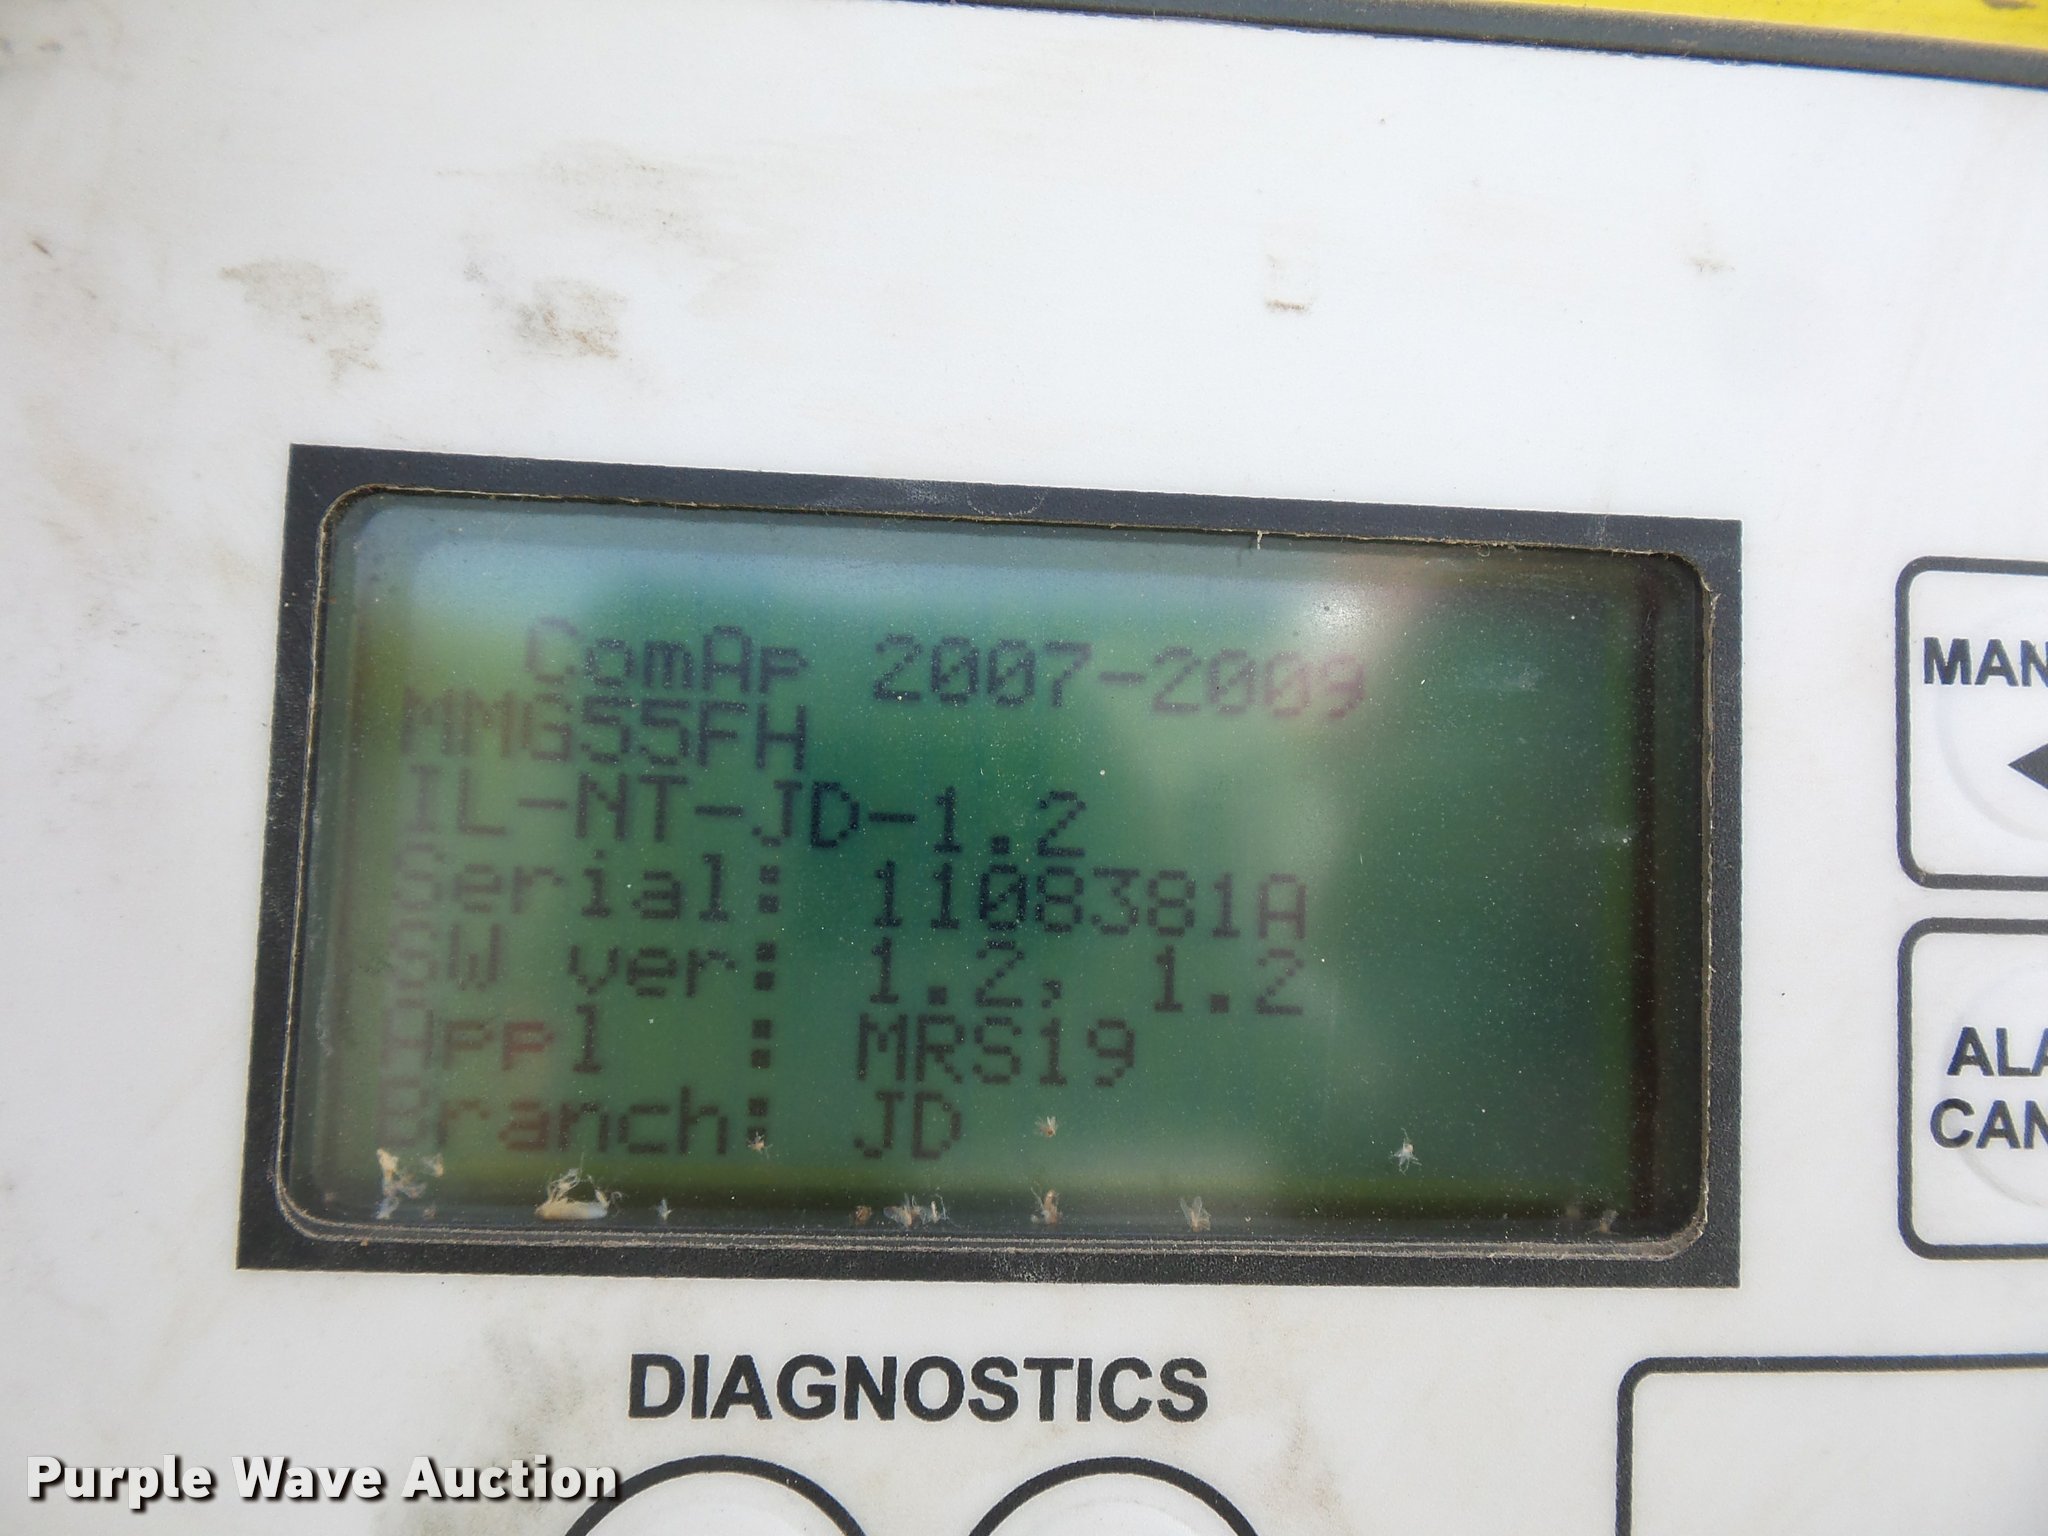 ComAp 2007-2009
MMG55FH
IL-NT-JD-1.2
Serial: 1108381A
SW ver: 1.2, 1.2
Appl : MRS19
Branch: JD
MAN
ALA
CAN
DIAGNOSTICS
Purple Wave Auction